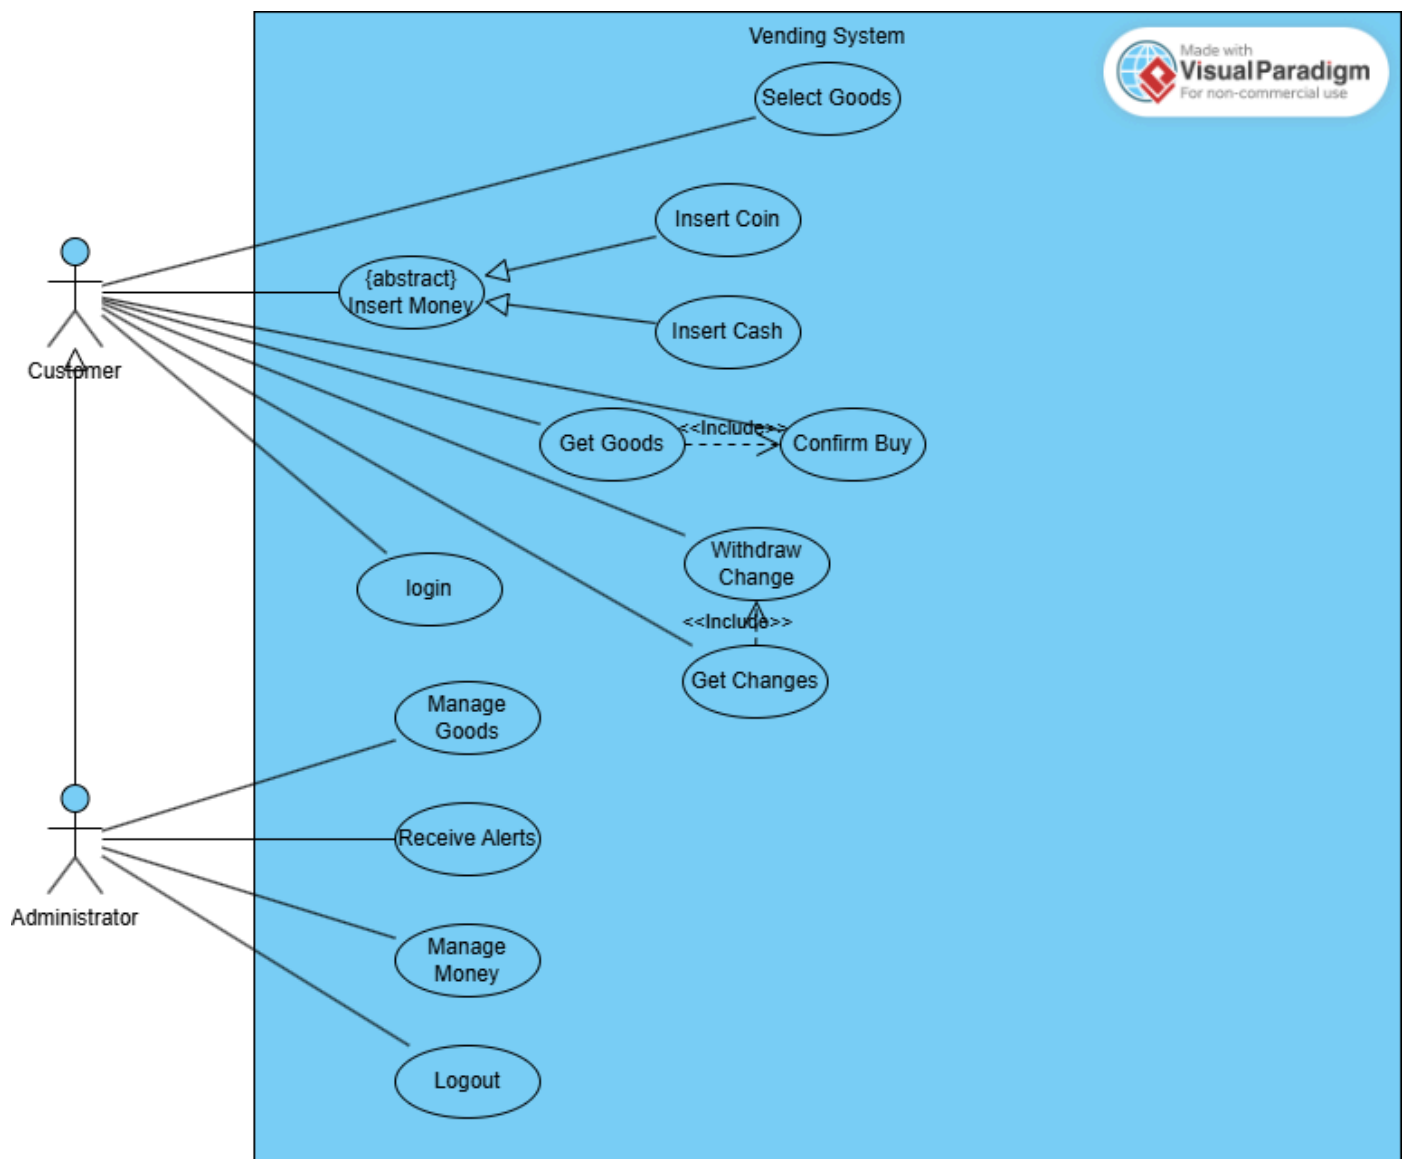 Vending System
Made with
Visual Paradigm
For non-commercial use
Select Goods
Insert Coin
{abstract}
Insert Money
Insert Cash
Customer
<<Include>>
Get Goods
Confirm Buy
Withdraw
Change
login
<<Include>>
Get Changes
Manage
Goods
Receive Alerts
Administrator
Manage
Money
Logout